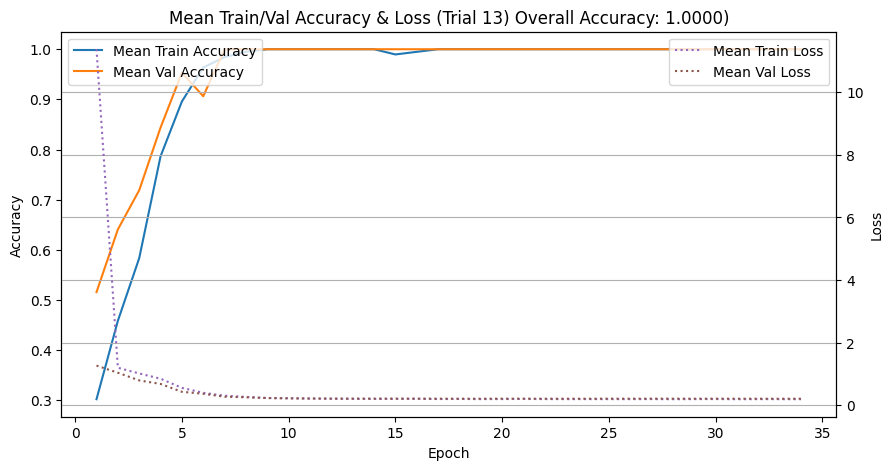 Mean Train/Val Accuracy & Loss (Trial 13) Overall Accuracy: 1.0000)
Mean Train Accuracy
Mean Val Accuracy
Mean Train Loss
Mean Val Loss
Accuracy
1.0
0.9
0.8
0.7
0.6
0.5
0.4
0.3
10
8
6
4
2
0
Loss
0 5 10 15 20 25 30 35
Epoch